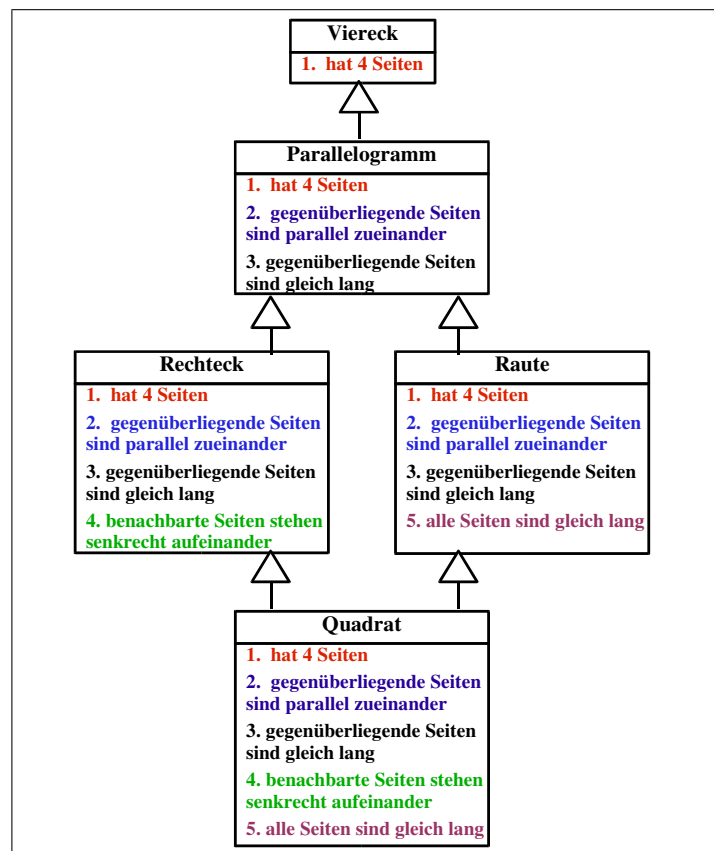 Viereck
1. hat 4 Seiten
Parallelogramm
1. hat 4 Seiten
2. gegenüberliegende Seiten
sind parallel zueinander
3. gegenüberliegende Seiten
sind gleich lang
Rechteck
1. hat 4 Seiten
2. gegenüberliegende Seiten
sind parallel zueinander
3. gegenüberliegende Seiten
sind gleich lang
4. benachbarte Seiten stehen
senkrecht aufeinander
Raute
1. hat 4 Seiten
2. gegenüberliegende Seiten
sind parallel zueinander
3. gegenüberliegende Seiten
sind gleich lang
5. alle Seiten sind gleich lang
Quadrat
1. hat 4 Seiten
2. gegenüberliegende Seiten
sind parallel zueinander
3. gegenüberliegende Seiten
sind gleich lang
4. benachbarte Seiten stehen
senkrecht aufeinander
5. alle Seiten sind gleich lang